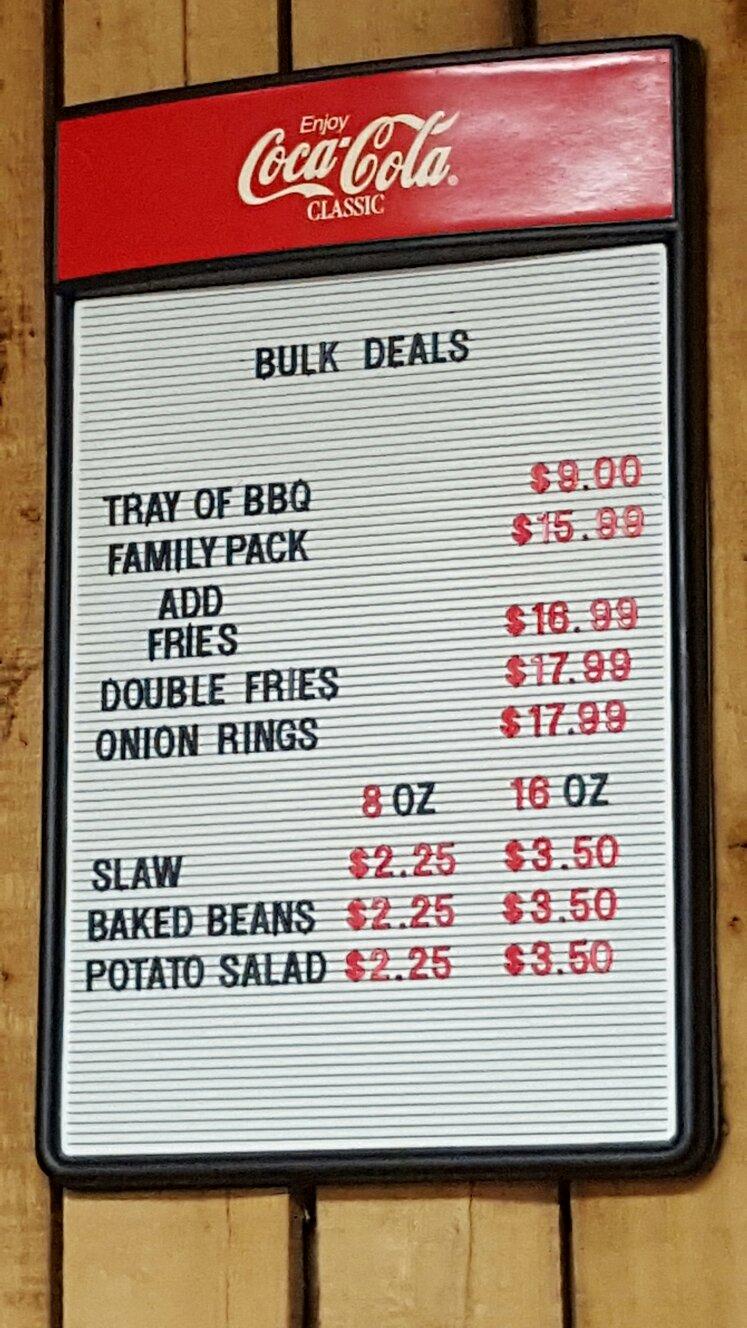 Enjoy
Coca-Cola
CLASSIC
BULK DEALS
TRAY OF BBQ $9.00
FAMILY PACK $15.99
ADD
FRIES $16.99
DOUBLE FRIES $17.99
ONION RINGS $17.99
8 OZ 16 OZ
SLAW $2.25 $3.50
BAKED BEANS $2.25 $3.50
POTATO SALAD $2.25 $3.50